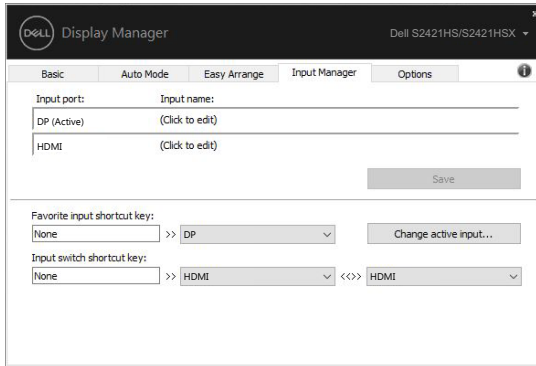 DELL Display Manager Dell S2421HS/S2421HSX
Basic Auto Mode Easy Arrange Input Manager Options
Input port: Input name:
DP (Active) (Click to edit)
HDMI (Click to edit)
Save
Favorite input shortcut key:
None >> DP Change active input...
Input switch shortcut key:
None >> HDMI <<>> HDMI